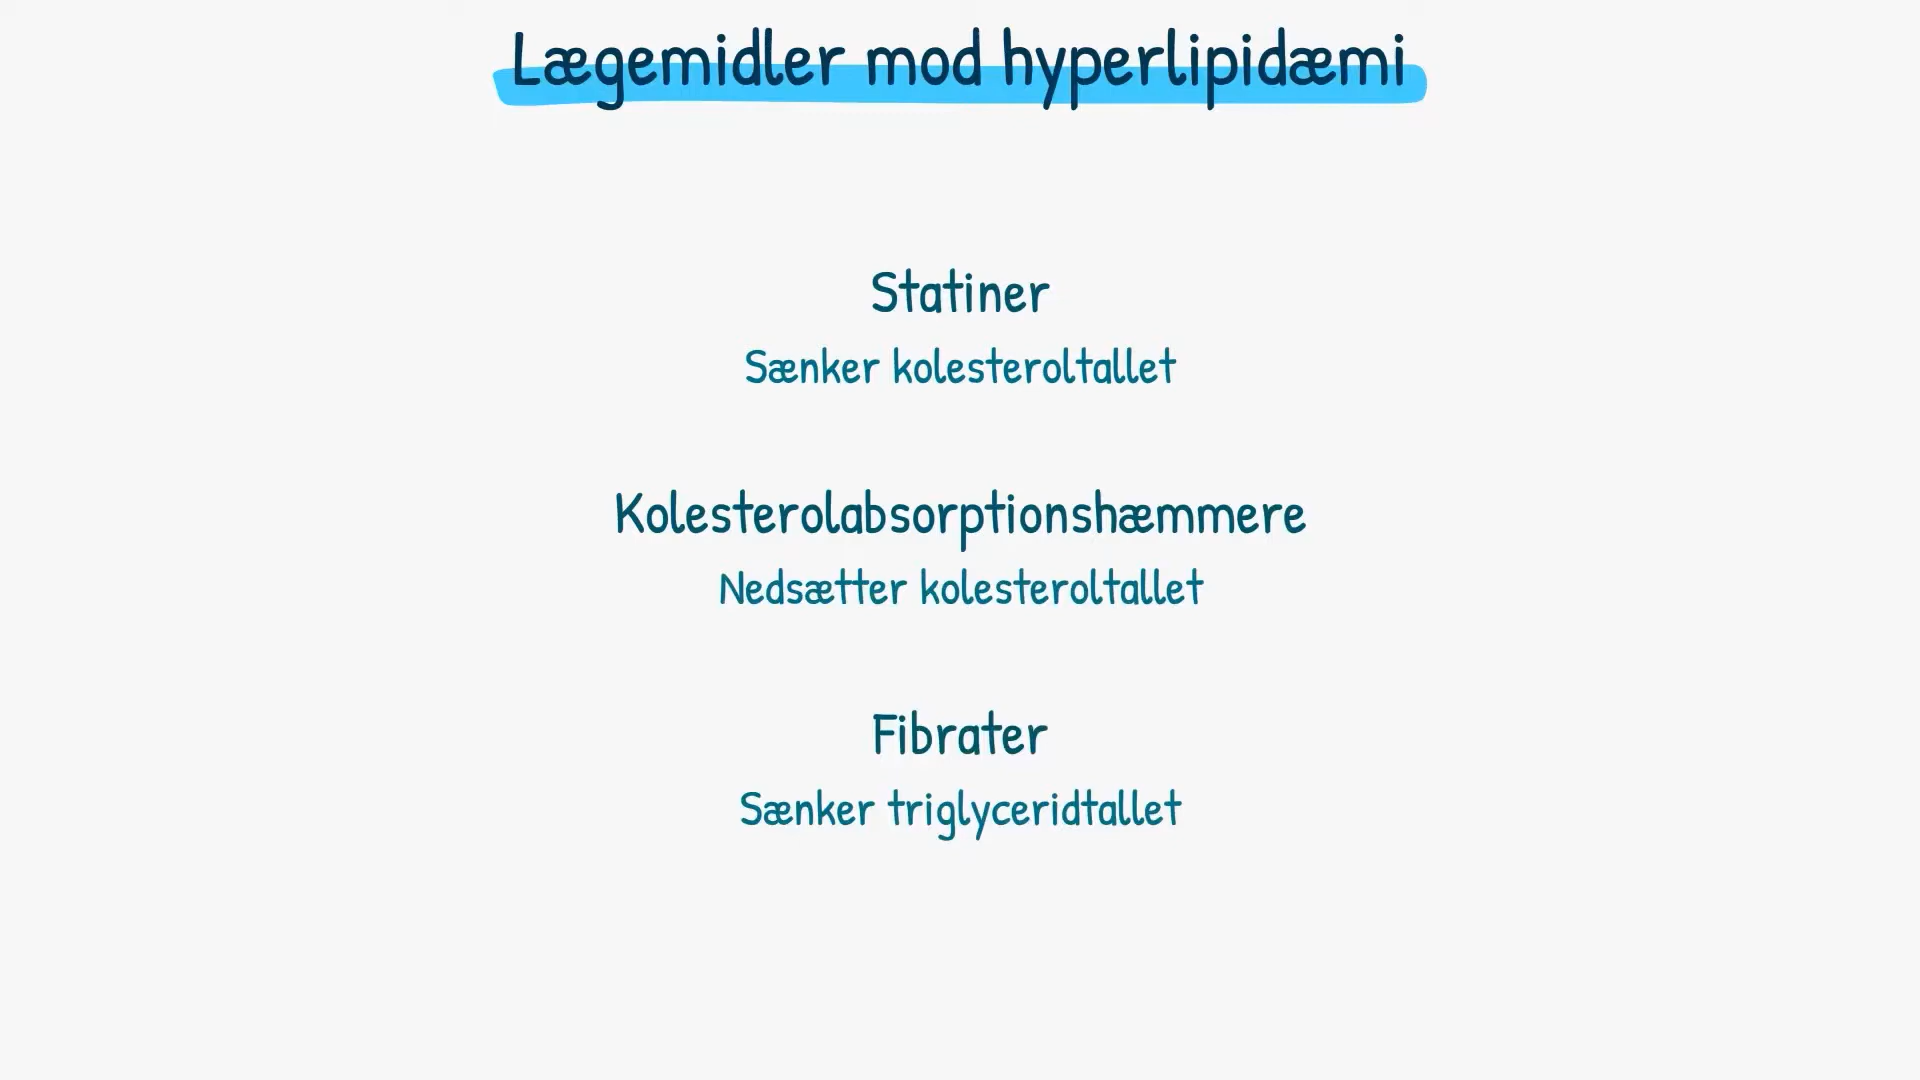 Lægemidler mod hyperlipidæmi
Statiner
Sænker kolesteroltallet
Kolesterolabsorptionshæmmere
Nedsætter kolesteroltallet
Fibrater
Sænker triglyceridtallet